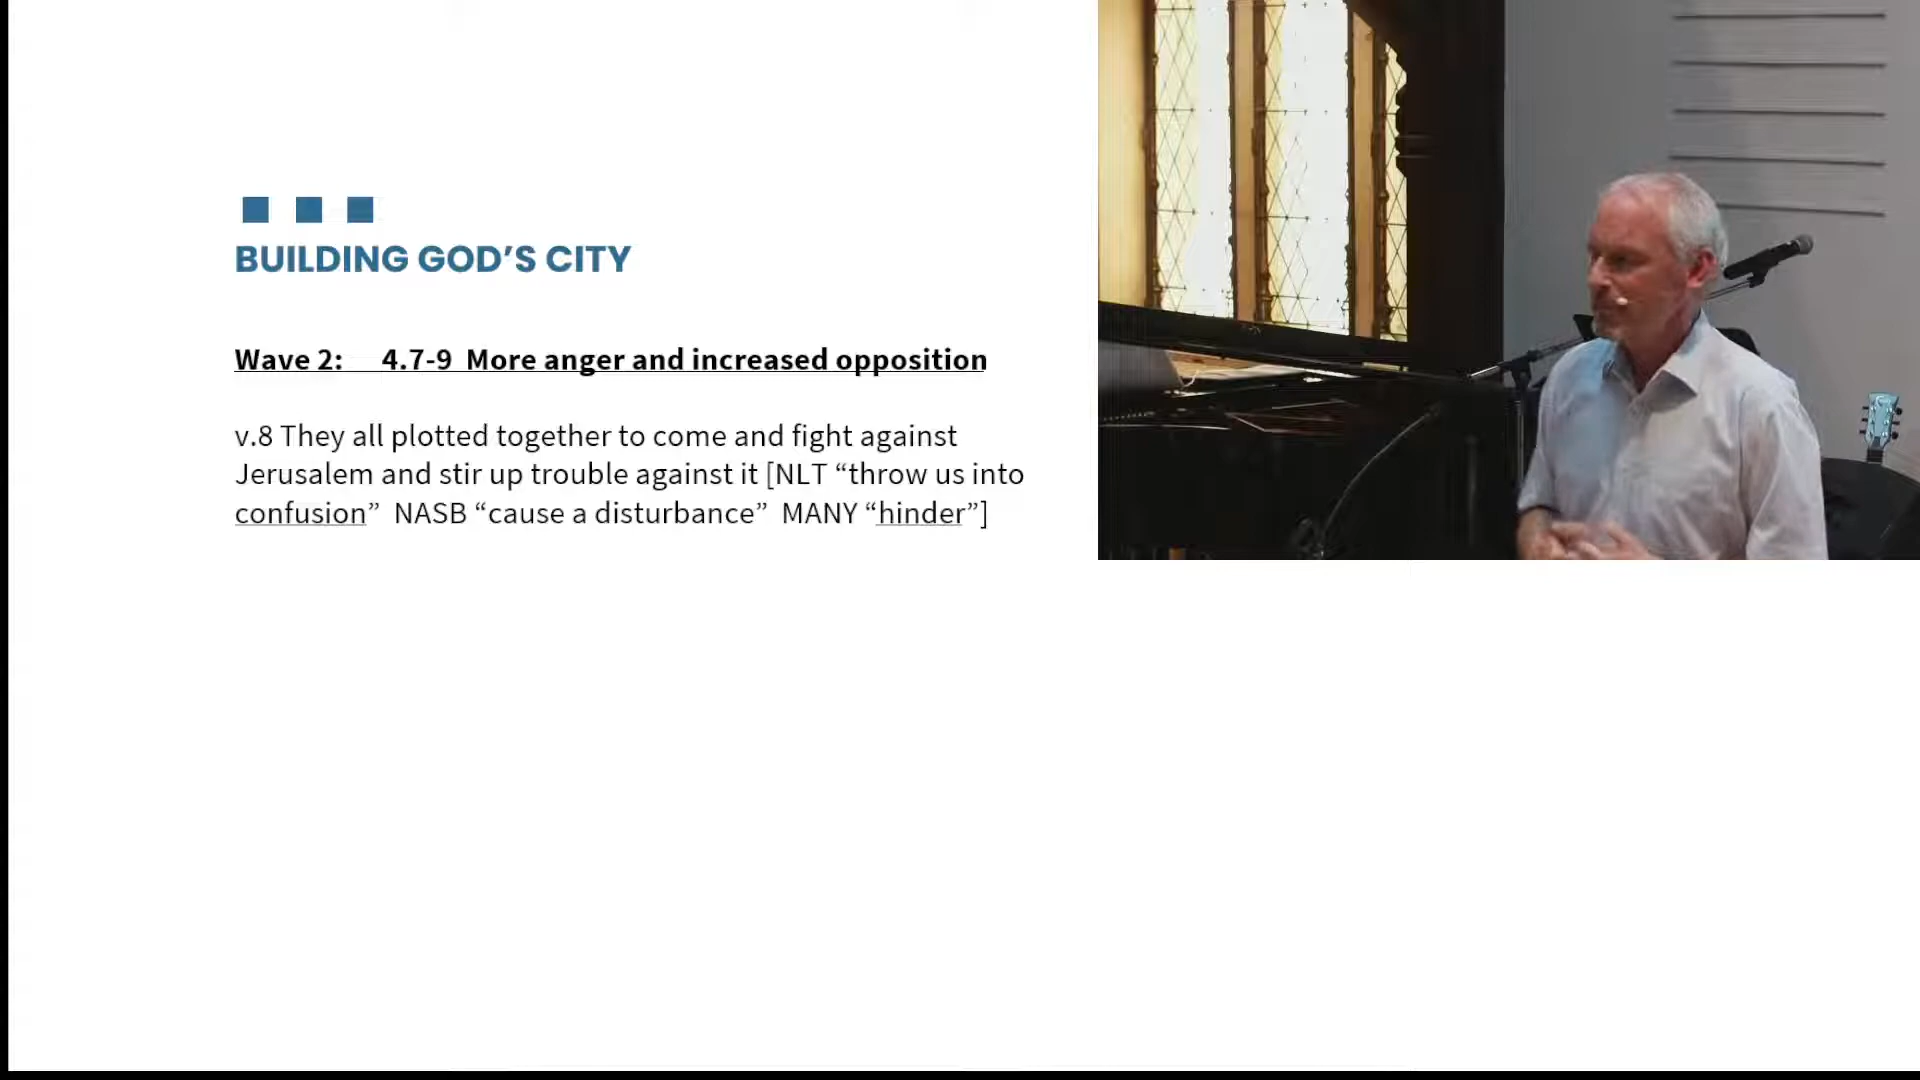 BUILDING GOD’S CITY
Wave 2: 4.7-9 More anger and increased opposition
v.8 They all plotted together to come and fight against
Jerusalem and stir up trouble against it [NLT “throw us into
confusion” NASB “cause a disturbance” MANY “hinder”]